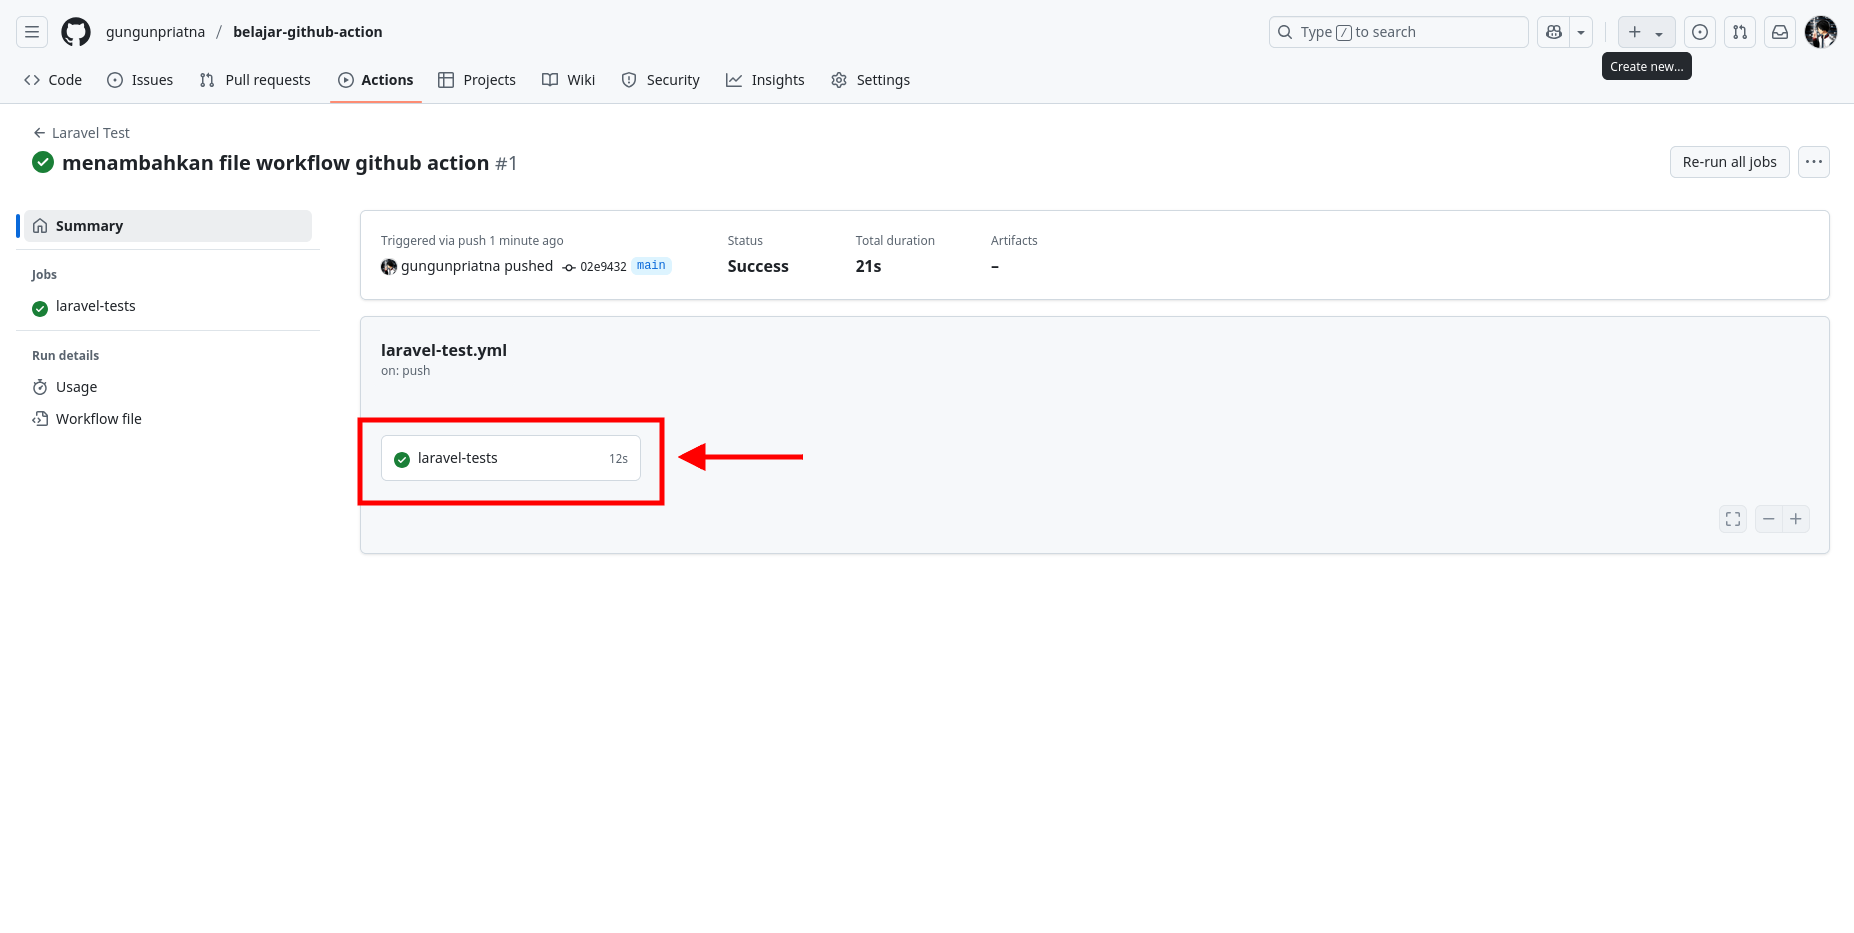 gungunpriatna / belajar-github-action
Type / to search
Create new...
Code Issues Pull requests Actions Projects Wiki Security Insights Settings
Laravel Test
menambahkan file workflow github action #1
Re-run all jobs
Summary
Jobs
laravel-tests
Run details
Usage
Workflow file
Triggered via push 1 minute ago
gungunpriatna pushed 02e9432 main
Status
Success
Total duration
21s
Artifacts
–
laravel-test.yml
on: push
laravel-tests 12s